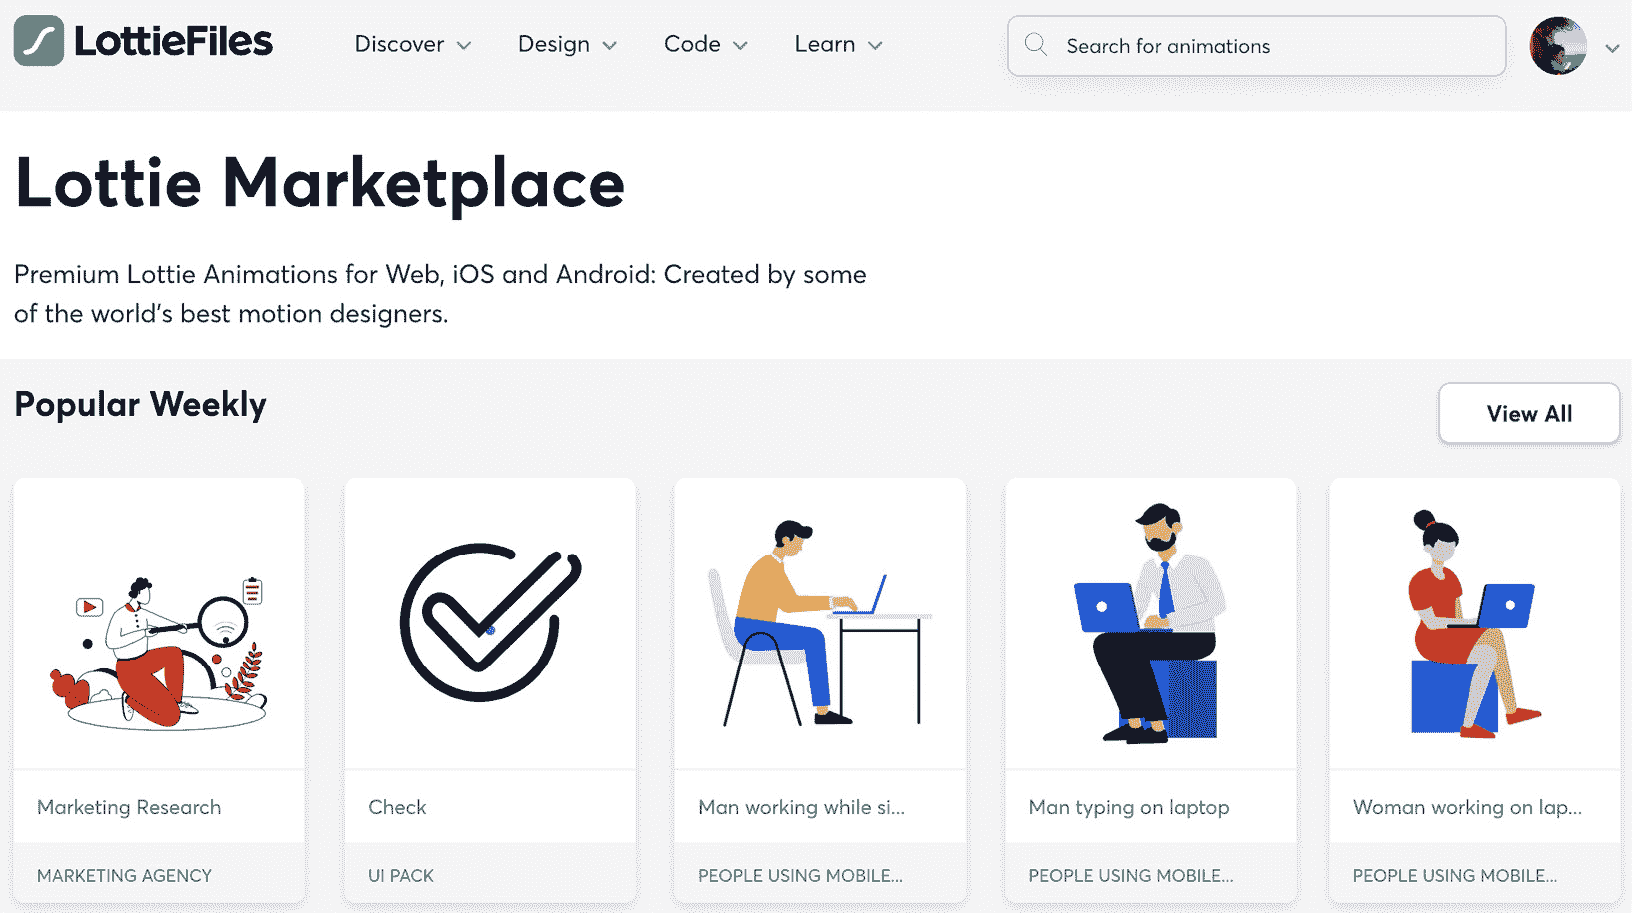 LottieFiles
Discover
Design
Code
Learn
Search for animations
Lottie Marketplace
Premium Lottie Animations for Web, iOS and Android: Created by some
of the world's best motion designers.
Popular Weekly
View All
Marketing Research
MARKETING AGENCY
Check
UI PACK
Man working while si...
PEOPLE USING MOBILE...
Man typing on laptop
PEOPLE USING MOBILE...
Woman working on lap...
PEOPLE USING MOBILE...